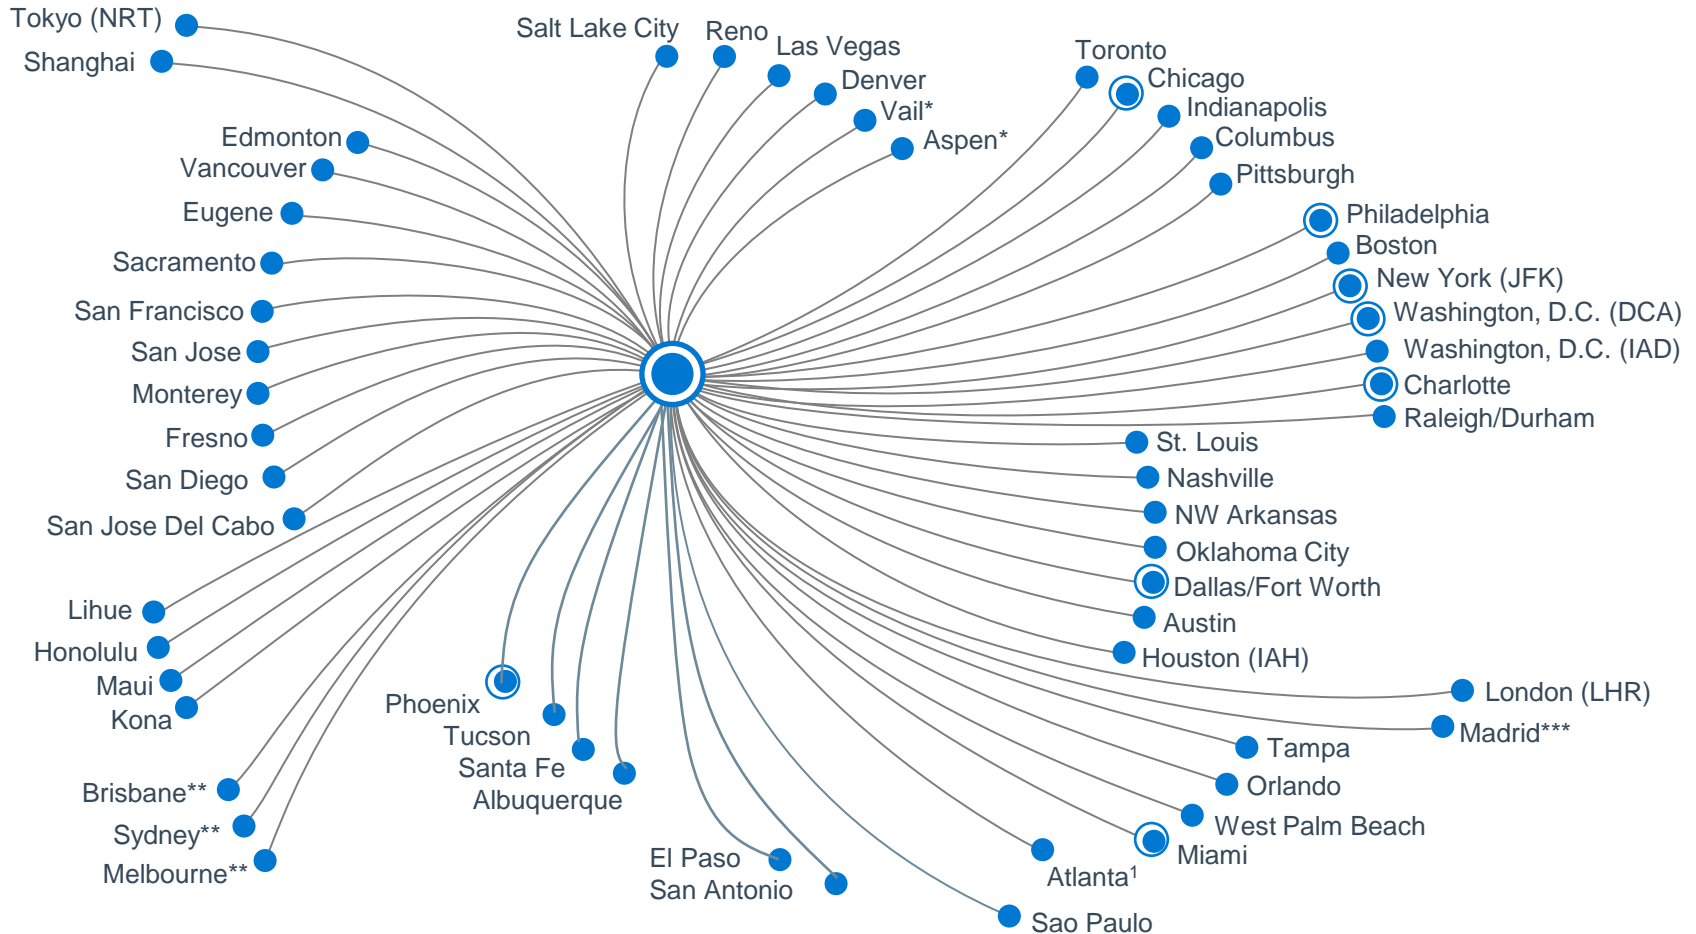 Tokyo (NRT)
Shanghai
Edmonton
Vancouver
Eugene
Sacramento
San Francisco
San Jose
Monterey
Fresno
San Diego
San Jose Del Cabo
Lihue
Honolulu
Maui
Kona
Brisbane**
Sydney**
Melbourne**
Salt Lake City
Reno
Las Vegas
Denver
Vail*
Aspen*
Toronto
Chicago
Indianapolis
Columbus
Pittsburgh
Philadelphia
Boston
New York (JFK)
Washington, D.C. (DCA)
Washington, D.C. (IAD)
Charlotte
Raleigh/Durham
St. Louis
Nashville
NW Arkansas
Oklahoma City
Dallas/Fort Worth
Austin
Houston (IAH)
London (LHR)
Madrid***
Tampa
Orlando
West Palm Beach
Miami
Atlanta¹
Sao Paulo
Phoenix
Tucson
Santa Fe
Albuquerque
El Paso
San Antonio